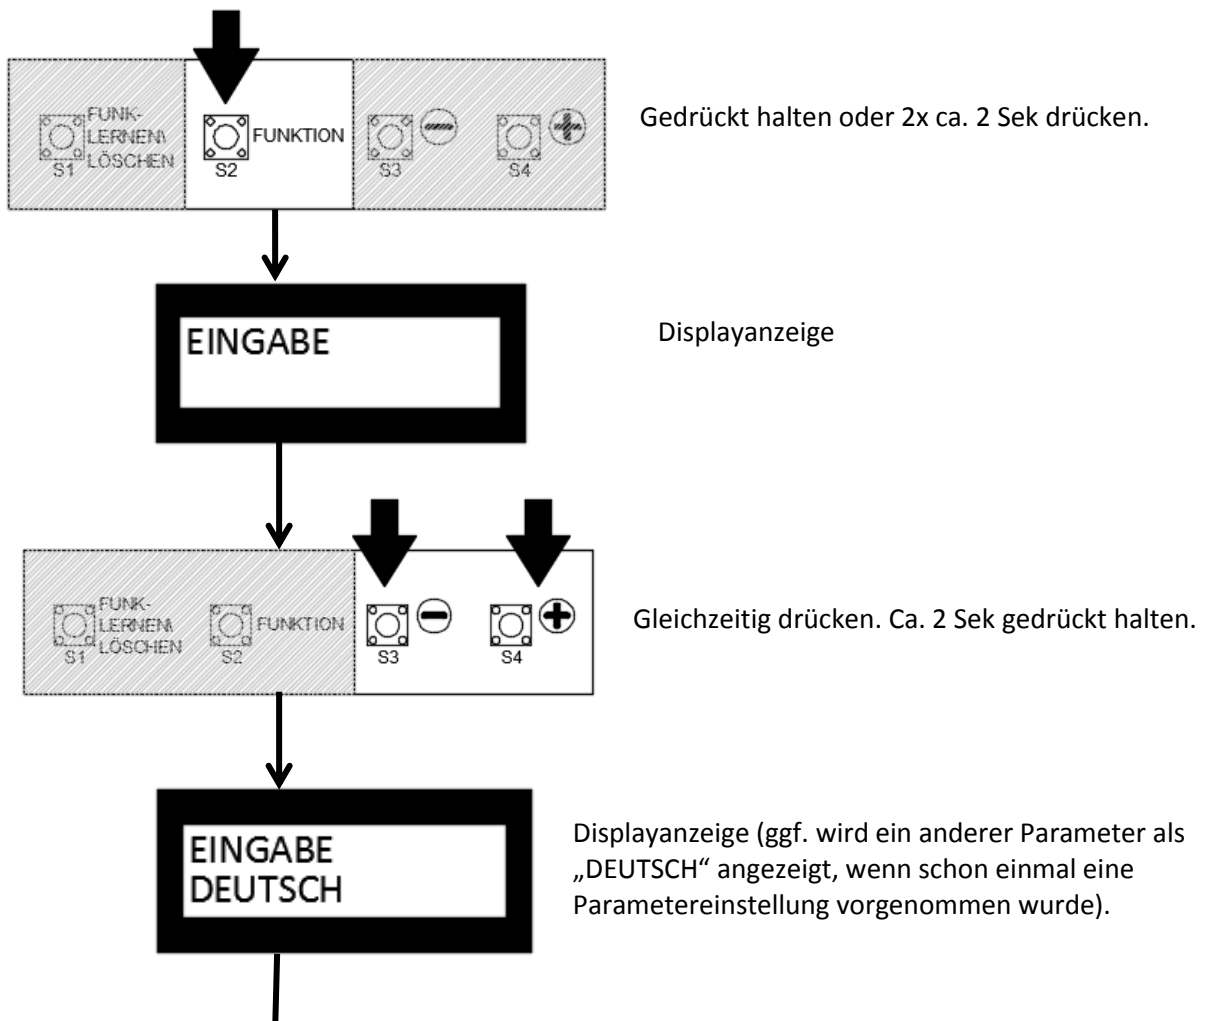 FUNK-
LERNEN\
LÖSCHEN
S1
FUNKTION
S2
S3
S4
Gedrückt halten oder 2x ca. 2 Sek drücken.
EINGABE
Displayanzeige
FUNK-
LERNEN\
LÖSCHEN
S1
FUNKTION
S2
S3
S4
Gleichzeitig drücken. Ca. 2 Sek gedrückt halten.
EINGABE
DEUTSCH
Displayanzeige (ggf. wird ein anderer Parameter als
„DEUTSCH“ angezeigt, wenn schon einmal eine
Parametereinstellung vorgenommen wurde).